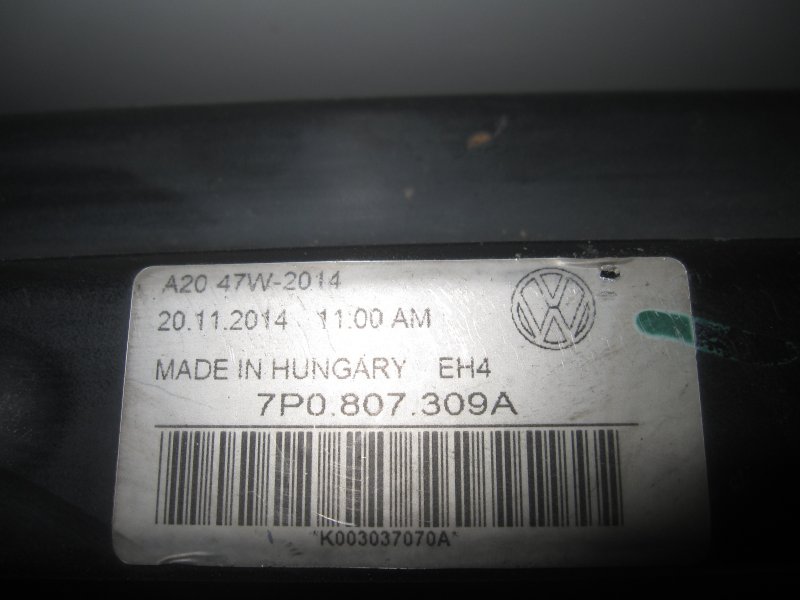 A20 47W-2014
20.11.2014 11:00 AM
MADE IN HUNGARY EH4
7P0.807.309A
*K003037070A*